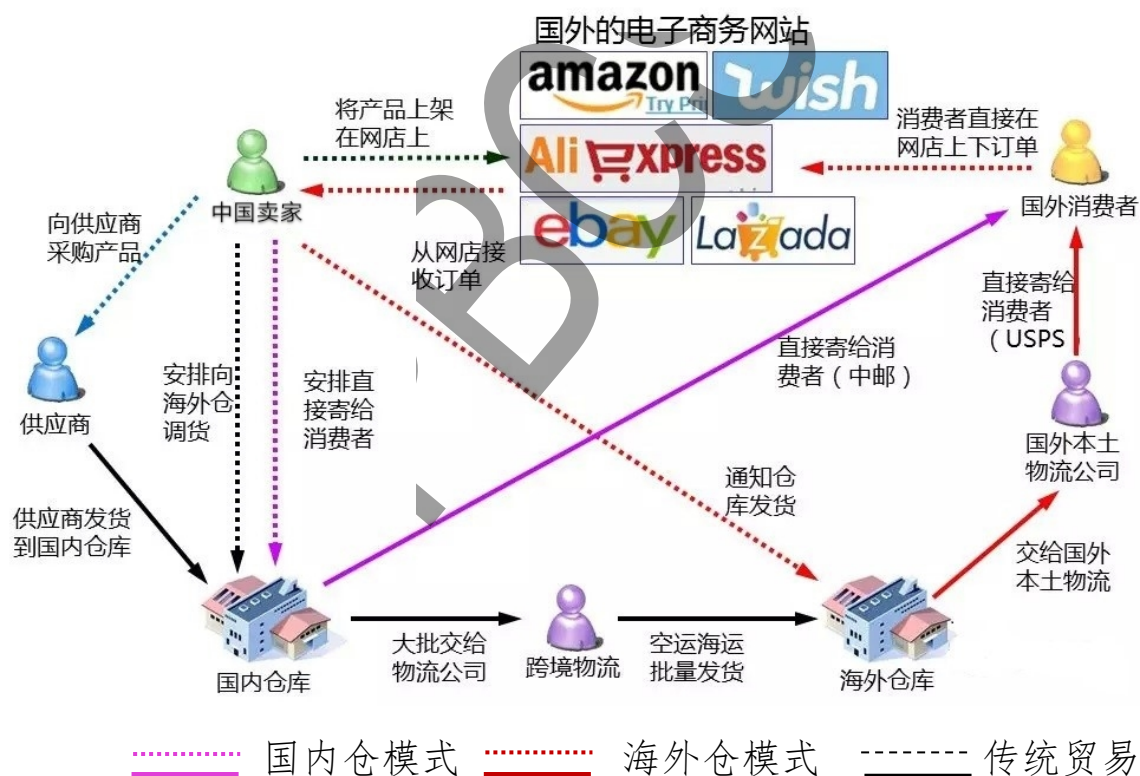 国外的电子商务网站
amazon
Try Pri
wish
将产品上架
在网店上
消费者直接在
网店上下订单
AliExpress
中国卖家
国外消费者
向供应商
采购产品
从网店接
收订单
ebay
Lazada
直接寄给
消费者
（USPS
直接寄给消
费者（中邮）
安排向
海外仓
调货
安排直
接寄给
消费者
供应商
国外本土
物流公司
通知仓
库发货
供应商发货
到国内仓库
交给国外
本土物流
大批交给
物流公司
跨境物流
空运海运
批量发货
国内仓库
海外仓库
国内仓模式
海外仓模式
传统贸易